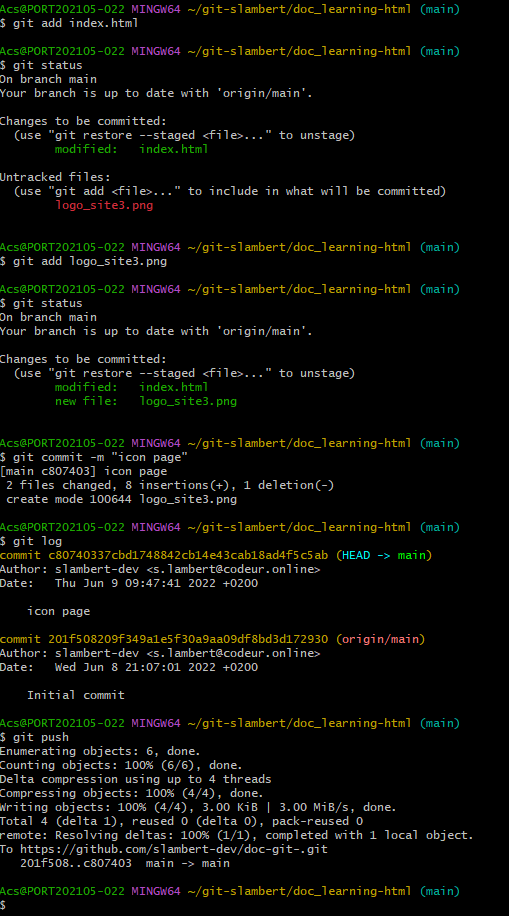 Acs@PORT202105-022 MINGW64 ~/git-slambert/doc_learning-html (main)
$ git add index.html

Acs@PORT202105-022 MINGW64 ~/git-slambert/doc_learning-html (main)
$ git status
On branch main
Your branch is up to date with 'origin/main'.

Changes to be committed:
  (use "git restore --staged <file>..." to unstage)
        modified:   index.html

Untracked files:
  (use "git add <file>..." to include in what will be committed)
        logo_site3.png


Acs@PORT202105-022 MINGW64 ~/git-slambert/doc_learning-html (main)
$ git add logo_site3.png

Acs@PORT202105-022 MINGW64 ~/git-slambert/doc_learning-html (main)
$ git status
On branch main
Your branch is up to date with 'origin/main'.

Changes to be committed:
  (use "git restore --staged <file>..." to unstage)
        modified:   index.html
        new file:   logo_site3.png


Acs@PORT202105-022 MINGW64 ~/git-slambert/doc_learning-html (main)
$ git commit -m "icon page"
[main c807403] icon page
 2 files changed, 8 insertions(+), 1 deletion(-)
 create mode 100644 logo_site3.png

Acs@PORT202105-022 MINGW64 ~/git-slambert/doc_learning-html (main)
$ git log
commit c80740337cbd1748842cb14e43cab18ad4f5c5ab (HEAD -> main)
Author: slambert-dev <s.lambert@codeur.online>
Date:   Thu Jun 9 09:47:41 2022 +0200

    icon page

commit 201f508209f349a1e5f30a9aa09df8bd3d172930 (origin/main)
Author: slambert-dev <s.lambert@codeur.online>
Date:   Wed Jun 8 21:07:01 2022 +0200

    Initial commit

Acs@PORT202105-022 MINGW64 ~/git-slambert/doc_learning-html (main)
$ git push
Enumerating objects: 6, done.
Counting objects: 100% (6/6), done.
Delta compression using up to 4 threads
Compressing objects: 100% (4/4), done.
Writing objects: 100% (4/4), 3.00 KiB | 3.00 MiB/s, done.
Total 4 (delta 1), reused 0 (delta 0), pack-reused 0
remote: Resolving deltas: 100% (1/1), completed with 1 local object.
To https://github.com/slambert-dev/doc-git-.git
   201f508..c807403  main -> main

Acs@PORT202105-022 MINGW64 ~/git-slambert/doc_learning-html (main)
$